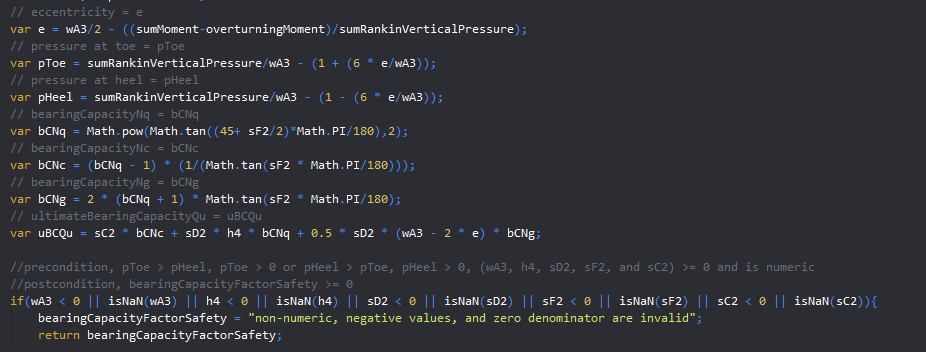 // eccentricity = e
var e = wA3/2 - ((sumMoment-overturningMoment)/sumRankinVerticalPressure);
// pressure at toe = pToe
var pToe = sumRankinVerticalPressure/wA3 - (1 + (6 * e/wA3));
// pressure at heel = pHeel
var pHeel = sumRankinVerticalPressure/wA3 - (1 - (6 * e/wA3));
// bearingCapacityNq = bCNq
var bCNq = Math.pow(Math.tan((45+ sF2/2)*Math.PI/180),2);
// bearingCapacityNc = bCNc
var bCNc = (bCNq - 1) * (1/(Math.tan(sF2 * Math.PI/180)));
// bearingCapacityNg = bCNg
var bCNg = 2 * (bCNq + 1) * Math.tan(sF2 * Math.PI/180);
// ultimateBearingCapacityQu = uBCQu
var uBCQu = sC2 * bCNc + sD2 * h4 * bCNq + 0.5 * sD2 * (wA3 - 2 * e) * bCNg;
//precondition, pToe > pHeel, pToe > 0 or pHeel > pToe, pHeel > 0, (wA3, h4, sD2, sF2, and sC2) >= 0 and is numeric
//postcondition, bearingCapacityFactorSafety >= 0
if(wA3 < 0 || isNaN(wA3) || h4 < 0 || isNaN(h4) || sD2 < 0 || isNaN(sD2) || sF2 < 0 || isNaN(sF2) || sC2 < 0 || isNaN(sC2)){
    bearingCapacityFactorSafety = "non-numeric, negative values, and zero denominator are invalid";
    return bearingCapacityFactorSafety;